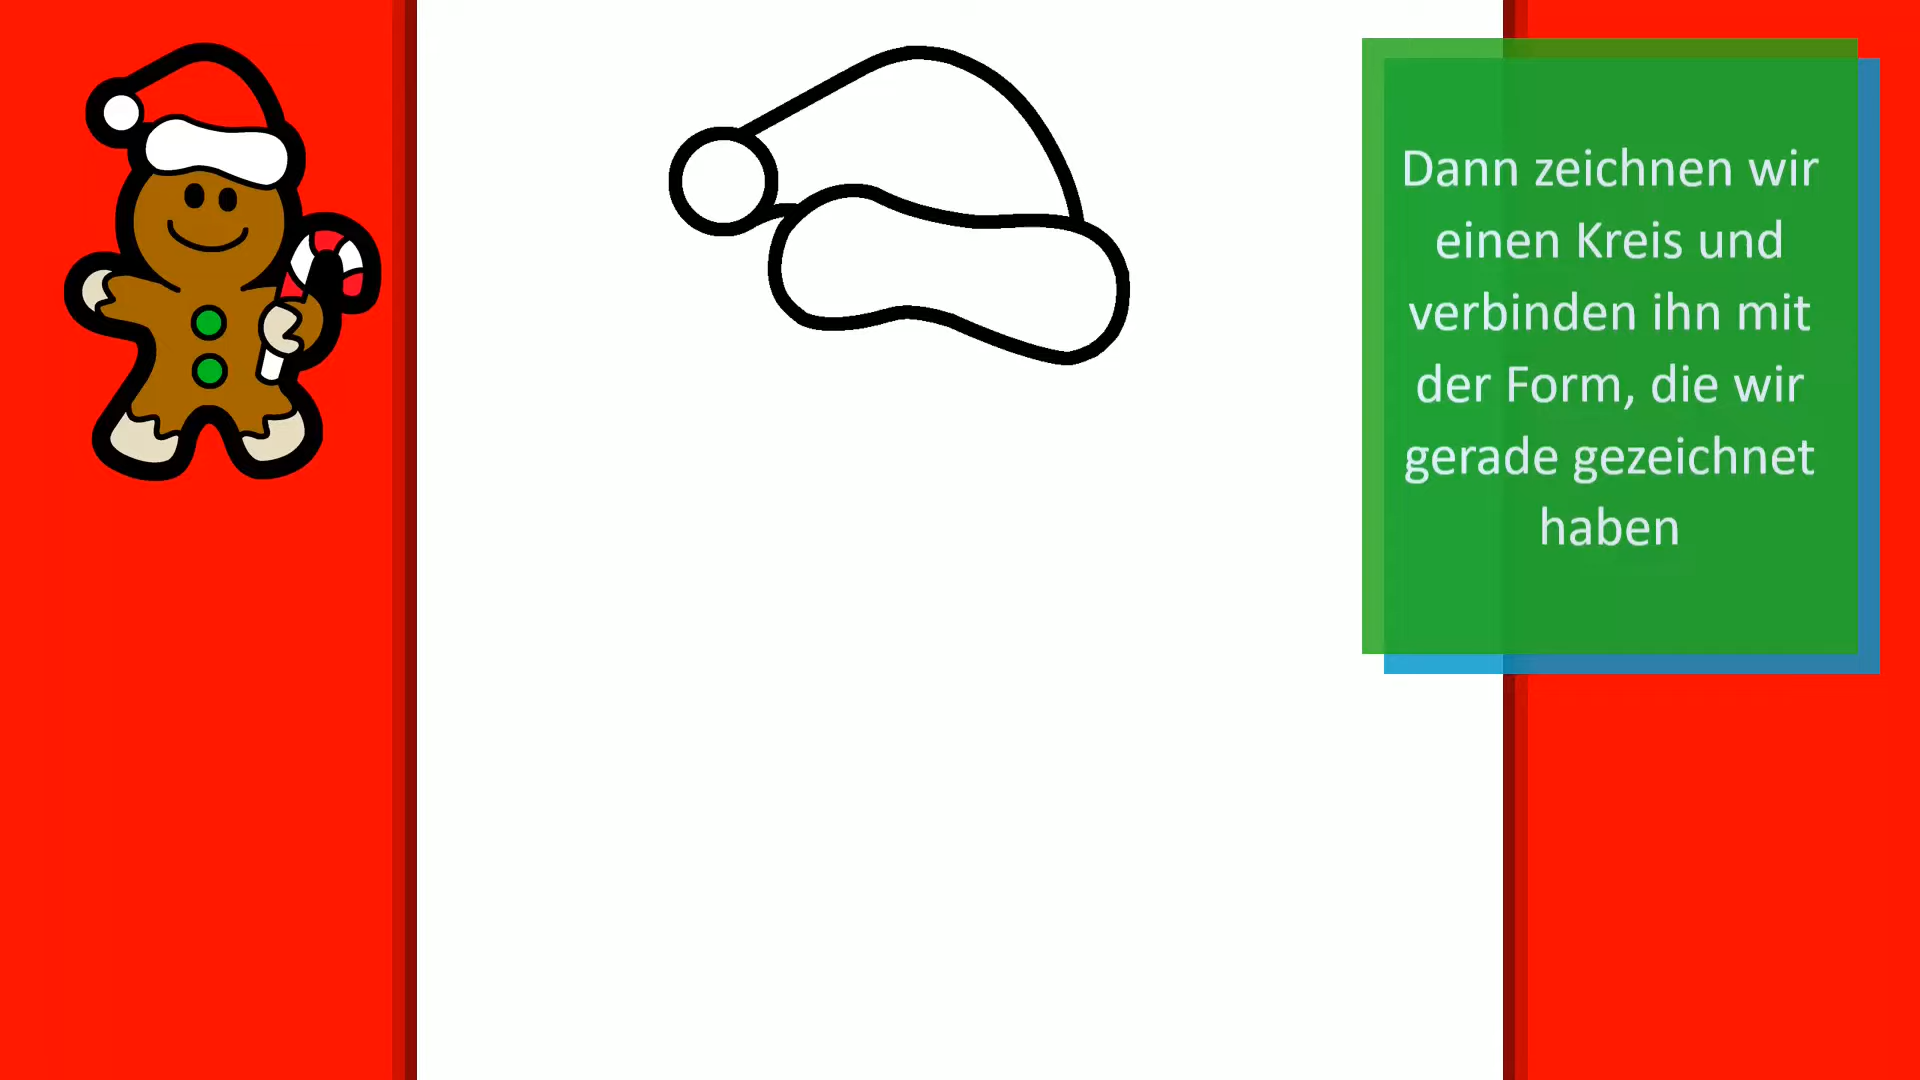 Dann zeichnen wir
einen Kreis und
verbinden ihn mit
der Form, die wir
gerade gezeichnet
haben